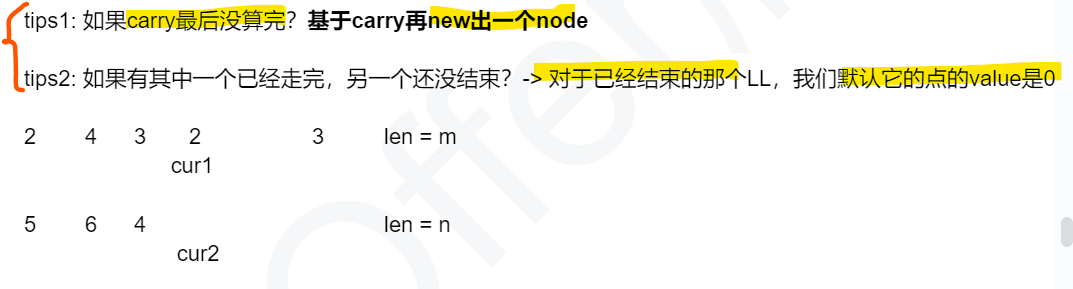 tips1: 如果carry最后没算完？基于carry再new出一个node
tips2: 如果有其中一个已经走完，另一个还没结束？-> 对于已经结束的那个LL，我们默认它的点的value是0
2 4 3 2 3 len = m
cur1
5 6 4 len = n
cur2